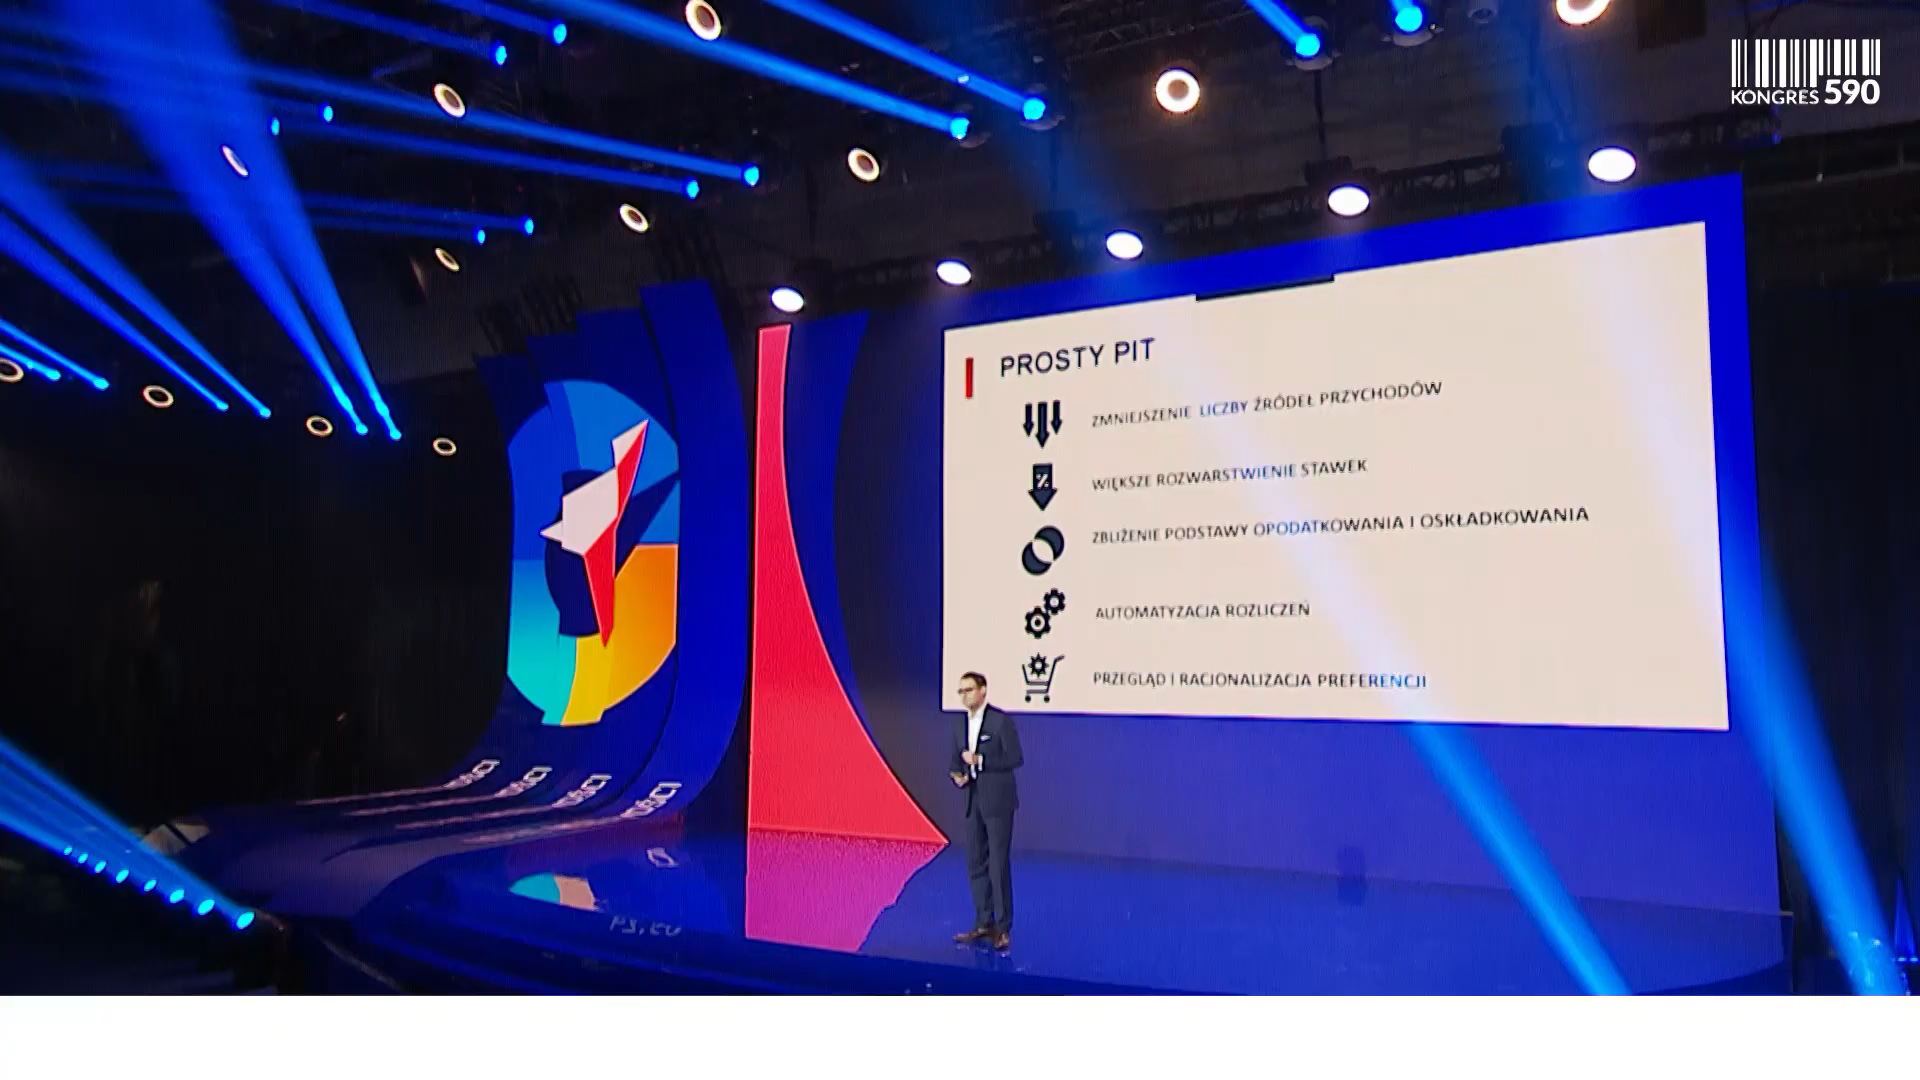 KONGRES 590
PROSTY PIT
ZMNIEJSZENIE LICZBY ŹRÓDEŁ PRZYCHODÓW
WIĘKSZE ROZWARSTWIENIE STAWEK
ZBLIŻENIE PODSTAWY OPODATKOWANIA I OSKŁADKOWANIA
AUTOMATYZACJA ROZLICZEŃ
PRZEGLĄD I RACJONALIZACJA PREFERENCJI